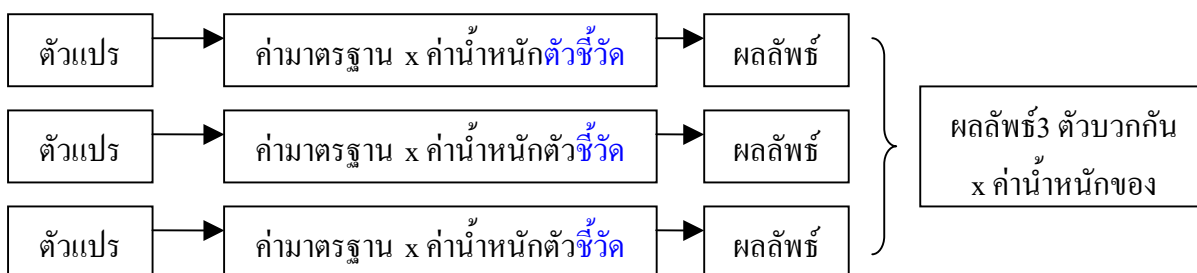 ตัวแปร ค่ามาตรฐาน x ค่าน้ำหนักตัวชี้วัด ผลลัพธ์
ตัวแปร ค่ามาตรฐาน x ค่าน้ำหนักตัวชี้วัด ผลลัพธ์
ตัวแปร ค่ามาตรฐาน x ค่าน้ำหนักตัวชี้วัด ผลลัพธ์
ผลลัพธ์3 ตัวบวกกัน
x ค่าน้ำหนักของ